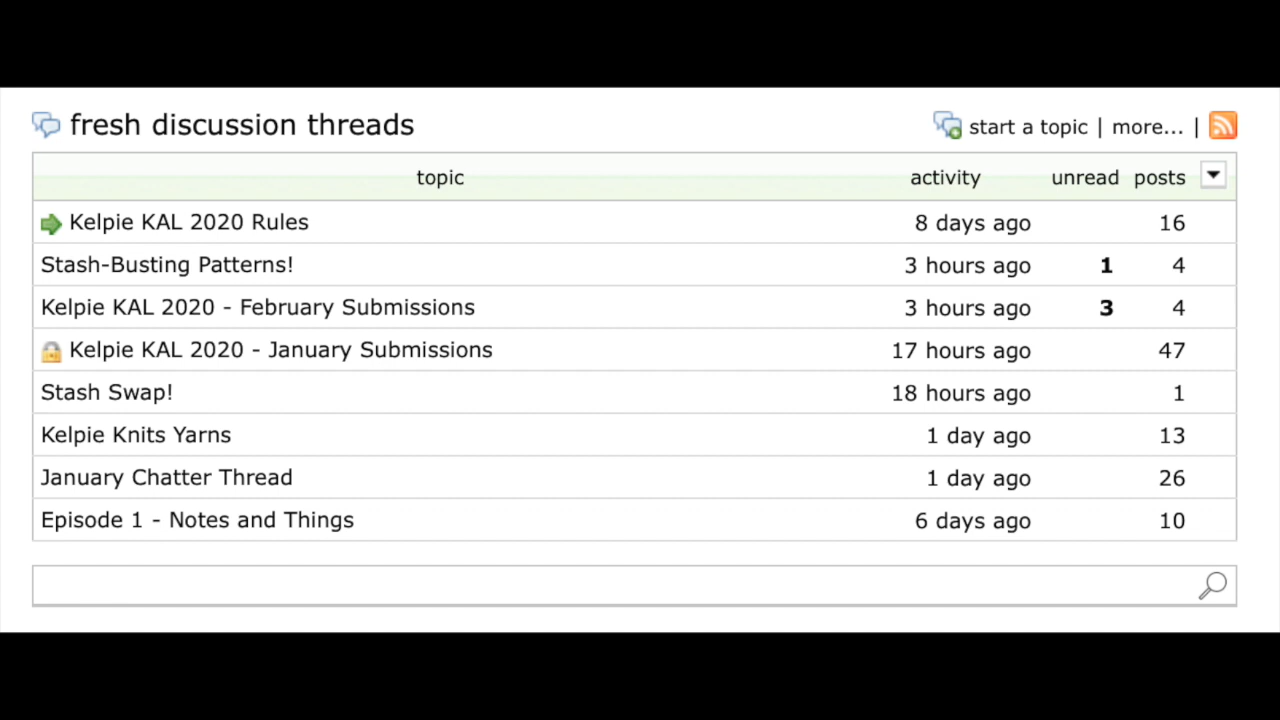 fresh discussion threads start a topic | more... |
topic activity unread posts
Kelpie KAL 2020 Rules 8 days ago 16
Stash-Busting Patterns! 3 hours ago 1 4
Kelpie KAL 2020 - February Submissions 3 hours ago 3 4
Kelpie KAL 2020 - January Submissions 17 hours ago 47
Stash Swap! 18 hours ago 1
Kelpie Knits Yarns 1 day ago 13
January Chatter Thread 1 day ago 26
Episode 1 - Notes and Things 6 days ago 10